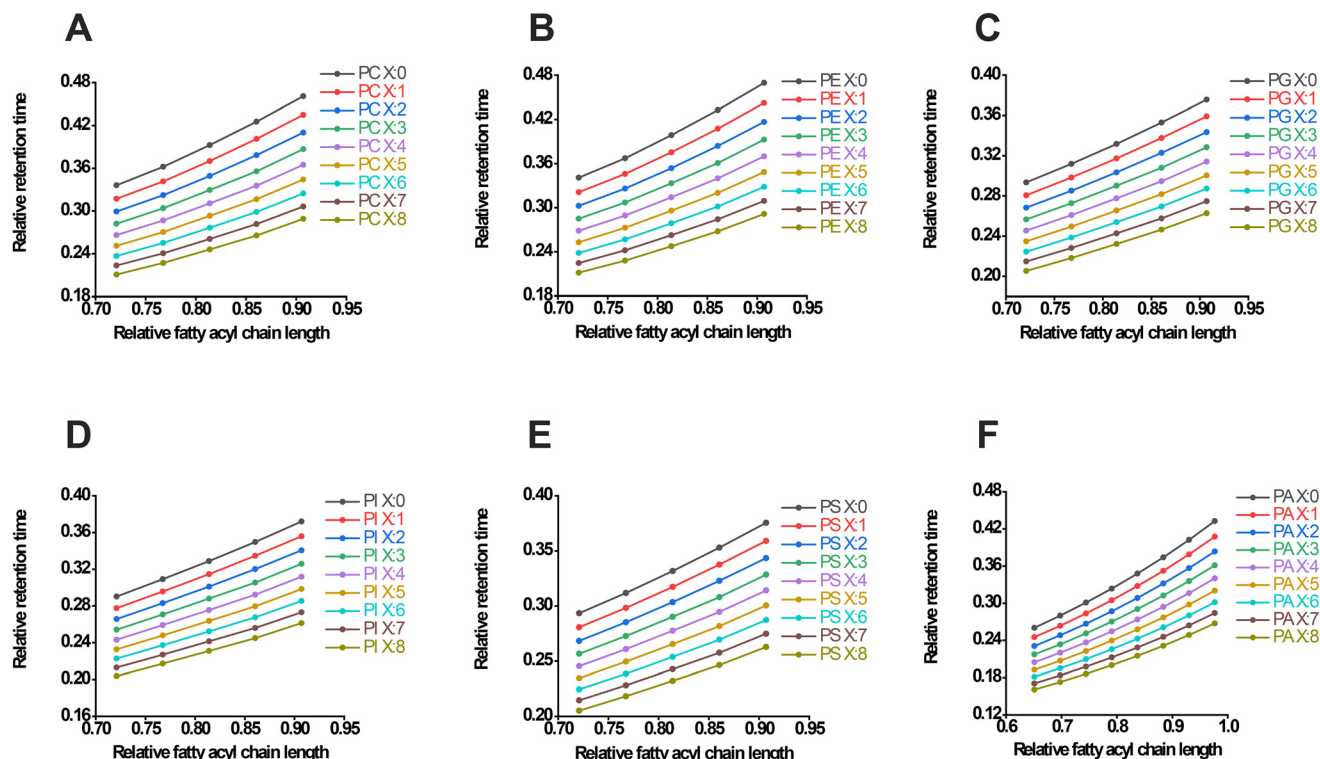 A
Relative retention time
0.48
0.42
0.36
0.30
0.24
0.18
0.70 0.75 0.80 0.85 0.90 0.95
Relative fatty acyl chain length
PC X:0
PC X:1
PC X:2
PC X:3
PC X:4
PC X:5
PC X:6
PC X:7
PC X:8
B
Relative retention time
0.48
0.42
0.36
0.30
0.24
0.18
0.70 0.75 0.80 0.85 0.90 0.95
Relative fatty acyl chain length
PE X:0
PE X:1
PE X:2
PE X:3
PE X:4
PE X:5
PE X:6
PE X:7
PE X:8
C
Relative retention time
0.40
0.36
0.32
0.28
0.24
0.20
0.70 0.75 0.80 0.85 0.90 0.95
Relative fatty acyl chain length
PG X:0
PG X:1
PG X:2
PG X:3
PG X:4
PG X:5
PG X:6
PG X:7
PG X:8
D
Relative retention time
0.40
0.36
0.32
0.28
0.24
0.20
0.16
0.70 0.75 0.80 0.85 0.90 0.95
Relative fatty acyl chain length
PI X:0
PI X:1
PI X:2
PI X:3
PI X:4
PI X:5
PI X:6
PI X:7
PI X:8
E
Relative retention time
0.40
0.35
0.30
0.25
0.20
0.70 0.75 0.80 0.85 0.90 0.95
Relative fatty acyl chain length
PS X:0
PS X:1
PS X:2
PS X:3
PS X:4
PS X:5
PS X:6
PS X:7
PS X:8
F
Relative retention time
0.48
0.42
0.36
0.30
0.24
0.18
0.12
0.6 0.7 0.8 0.9 1.0
Relative fatty acyl chain length
PA X:0
PA X:1
PA X:2
PA X:3
PA X:4
PA X:5
PA X:6
PA X:7
PA X:8